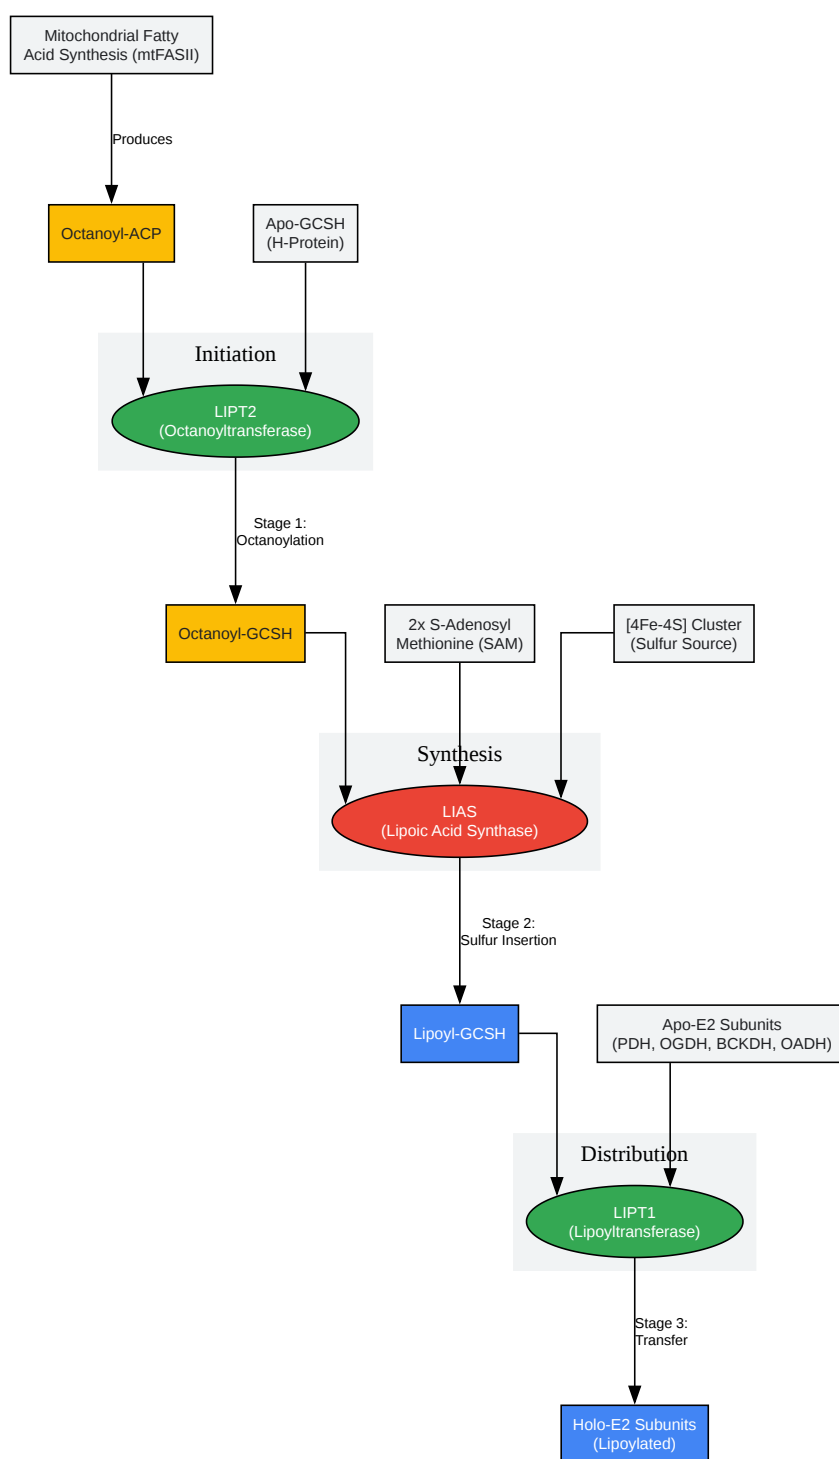 Mitochondrial Fatty
Acid Synthesis (mtFASII)
Produces
Octanoyl-ACP
Apo-GCSH
(H-Protein)
Initiation
LIPT2
(Octanoyltransferase)
Stage 1:
Octanoylation
Octanoyl-GCSH
2x S-Adenosyl
Methionine (SAM)
[4Fe-4S] Cluster
(Sulfur Source)
Synthesis
LIAS
(Lipoic Acid Synthase)
Stage 2:
Sulfur Insertion
Lipoyl-GCSH
Apo-E2 Subunits
(PDH, OGDH, BCKDH, OADH)
Distribution
LIPT1
(Lipoyltransferase)
Stage 3:
Transfer
Holo-E2 Subunits
(Lipoylated)